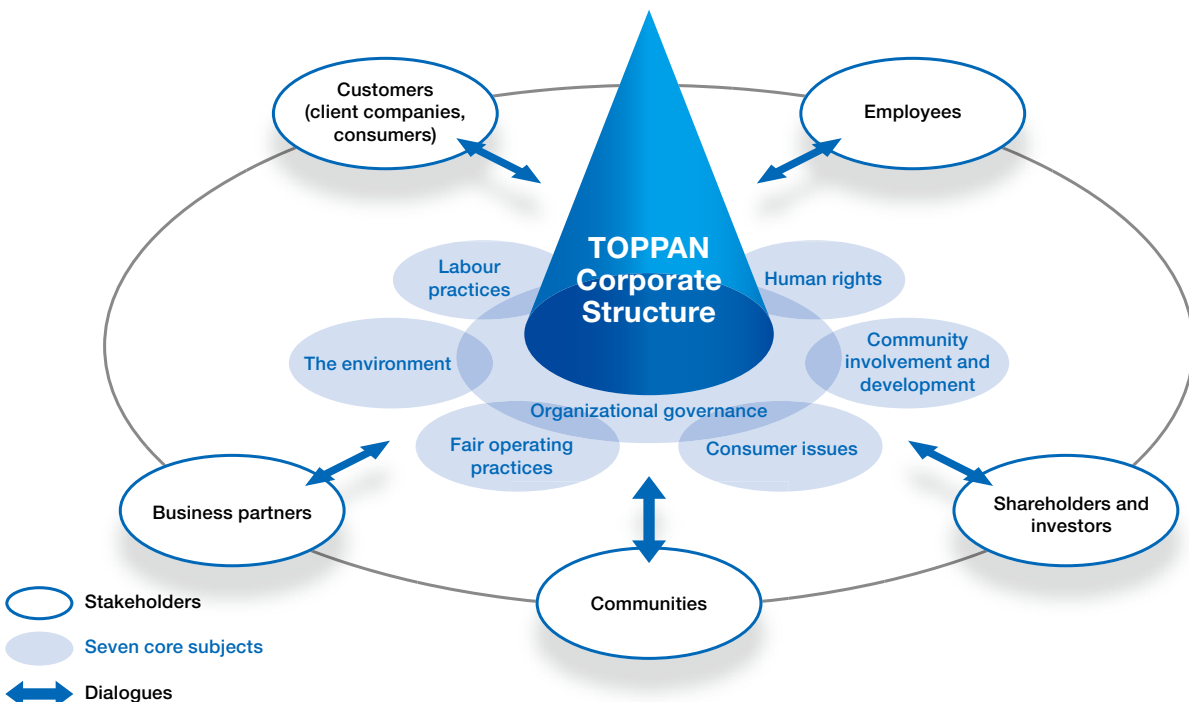 Customers
(client companies,
consumers)
Employees
TOPPAN
Corporate
Structure
Labour
practices
Human rights
The environment
Community
involvement and
development
Organizational governance
Fair operating
practices
Consumer issues
Business partners
Shareholders and
investors
Communities
Stakeholders
Seven core subjects
Dialogues